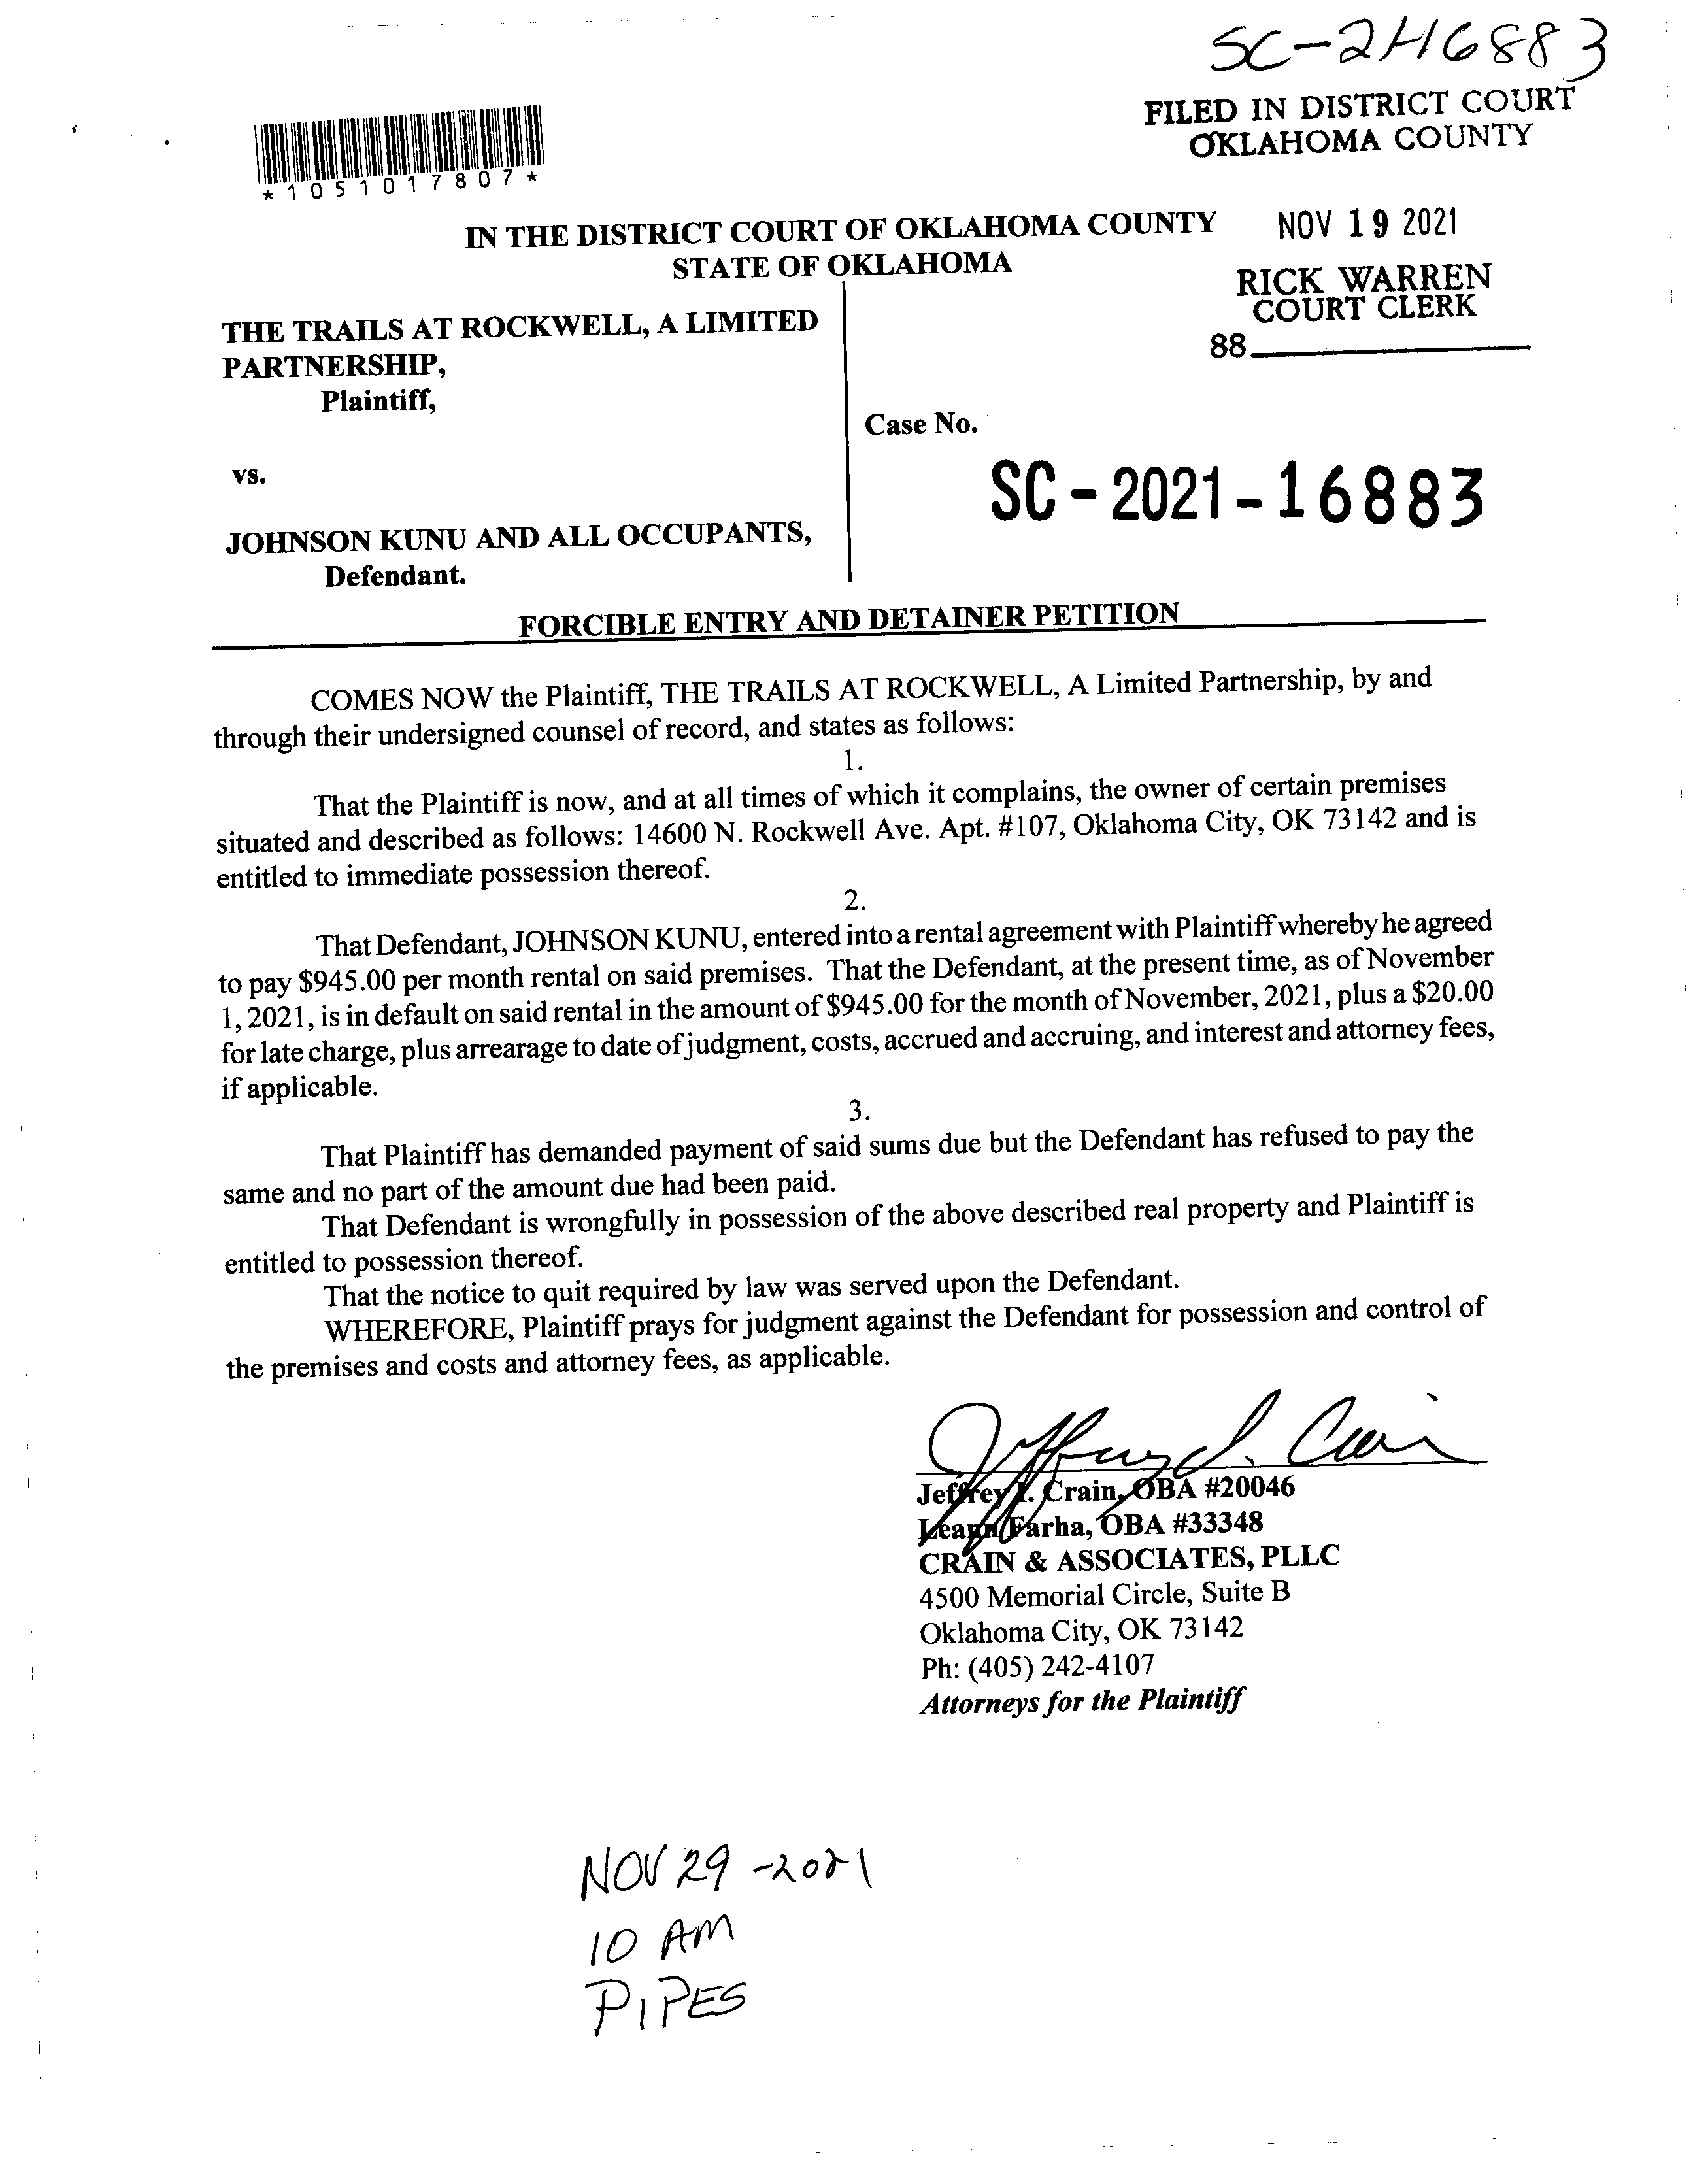 SC-2116883
FILED IN DISTRICT COURT
OKLAHOMA COUNTY
*1051017807*
IN THE DISTRICT COURT OF OKLAHOMA COUNTY
STATE OF OKLAHOMA
NOV 19 2021
RICK WARREN
COURT CLERK
88
THE TRAILS AT ROCKWELL, A LIMITED
PARTNERSHIP,
Plaintiff,
Case No.
vs.
SC-2021-16883
JOHNSON KUNU AND ALL OCCUPANTS,
Defendant.
FORCIBLE ENTRY AND DETAINER PETITION
COMES NOW the Plaintiff, THE TRAILS AT ROCKWELL, A Limited Partnership, by and
through their undersigned counsel of record, and states as follows:
1.
That the Plaintiff is now, and at all times of which it complains, the owner of certain premises
situated and described as follows: 14600 N. Rockwell Ave. Apt. #107, Oklahoma City, OK 73142 and is
entitled to immediate possession thereof.
2.
That Defendant, JOHNSON KUNU, entered into a rental agreement with Plaintiff whereby he agreed
to pay $945.00 per month rental on said premises. That the Defendant, at the present time, as of November
1, 2021, is in default on said rental in the amount of $945.00 for the month of November, 2021, plus a $20.00
for late charge, plus arrearage to date of judgment, costs, accrued and accruing, and interest and attorney fees,
if applicable.
3.
That Plaintiff has demanded payment of said sums due but the Defendant has refused to pay the
same and no part of the amount due had been paid.
That Defendant is wrongfully in possession of the above described real property and Plaintiff is
entitled to possession thereof.
That the notice to quit required by law was served upon the Defendant.
WHEREFORE, Plaintiff prays for judgment against the Defendant for possession and control of
the premises and costs and attorney fees, as applicable.
Jeffrey I. Crain
Jeffrey I. Crain, OBA #20046
Leann Farha, OBA #33348
CRAIN & ASSOCIATES, PLLC
4500 Memorial Circle, Suite B
Oklahoma City, OK 73142
Ph: (405) 242-4107
Attorneys for the Plaintiff
NOV 29 -2021
10 AM
PIPES